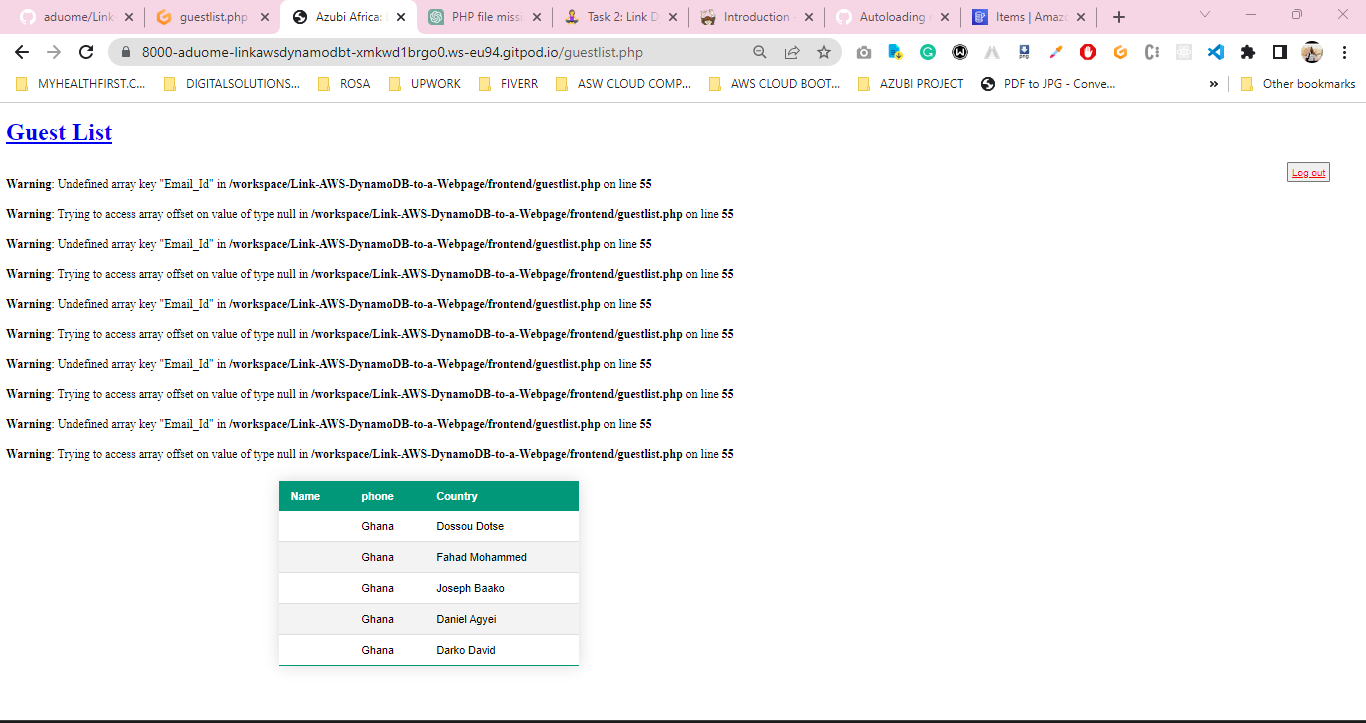 aduome/Link-
guestlist.php
Azubi Africa:
PHP file missi
Task 2: Link D
Introduction
Autoloading
Items | Amaz
8000-aduome-linkawsdynamodbt-xmkwd1brgo0.ws-eu94.gitpod.io/guestlist.php
MYHEALTHFIRST.C...
DIGITALSOLUTIONS...
ROSA
UPWORK
FIVERR
ASW CLOUD COMP...
AWS CLOUD BOOT...
AZUBI PROJECT
PDF to JPG - Conve...
»
Other bookmarks
Guest List
Log out
Warning: Undefined array key "Email_Id" in /workspace/Link-AWS-DynamoDB-to-a-Webpage/frontend/guestlist.php on line 55
Warning: Trying to access array offset on value of type null in /workspace/Link-AWS-DynamoDB-to-a-Webpage/frontend/guestlist.php on line 55
Warning: Undefined array key "Email_Id" in /workspace/Link-AWS-DynamoDB-to-a-Webpage/frontend/guestlist.php on line 55
Warning: Trying to access array offset on value of type null in /workspace/Link-AWS-DynamoDB-to-a-Webpage/frontend/guestlist.php on line 55
Warning: Undefined array key "Email_Id" in /workspace/Link-AWS-DynamoDB-to-a-Webpage/frontend/guestlist.php on line 55
Warning: Trying to access array offset on value of type null in /workspace/Link-AWS-DynamoDB-to-a-Webpage/frontend/guestlist.php on line 55
Warning: Undefined array key "Email_Id" in /workspace/Link-AWS-DynamoDB-to-a-Webpage/frontend/guestlist.php on line 55
Warning: Trying to access array offset on value of type null in /workspace/Link-AWS-DynamoDB-to-a-Webpage/frontend/guestlist.php on line 55
Warning: Undefined array key "Email_Id" in /workspace/Link-AWS-DynamoDB-to-a-Webpage/frontend/guestlist.php on line 55
Warning: Trying to access array offset on value of type null in /workspace/Link-AWS-DynamoDB-to-a-Webpage/frontend/guestlist.php on line 55
Name phone Country
Ghana Dossou Dotse
Ghana Fahad Mohammed
Ghana Joseph Baako
Ghana Daniel Agyei
Ghana Darko David